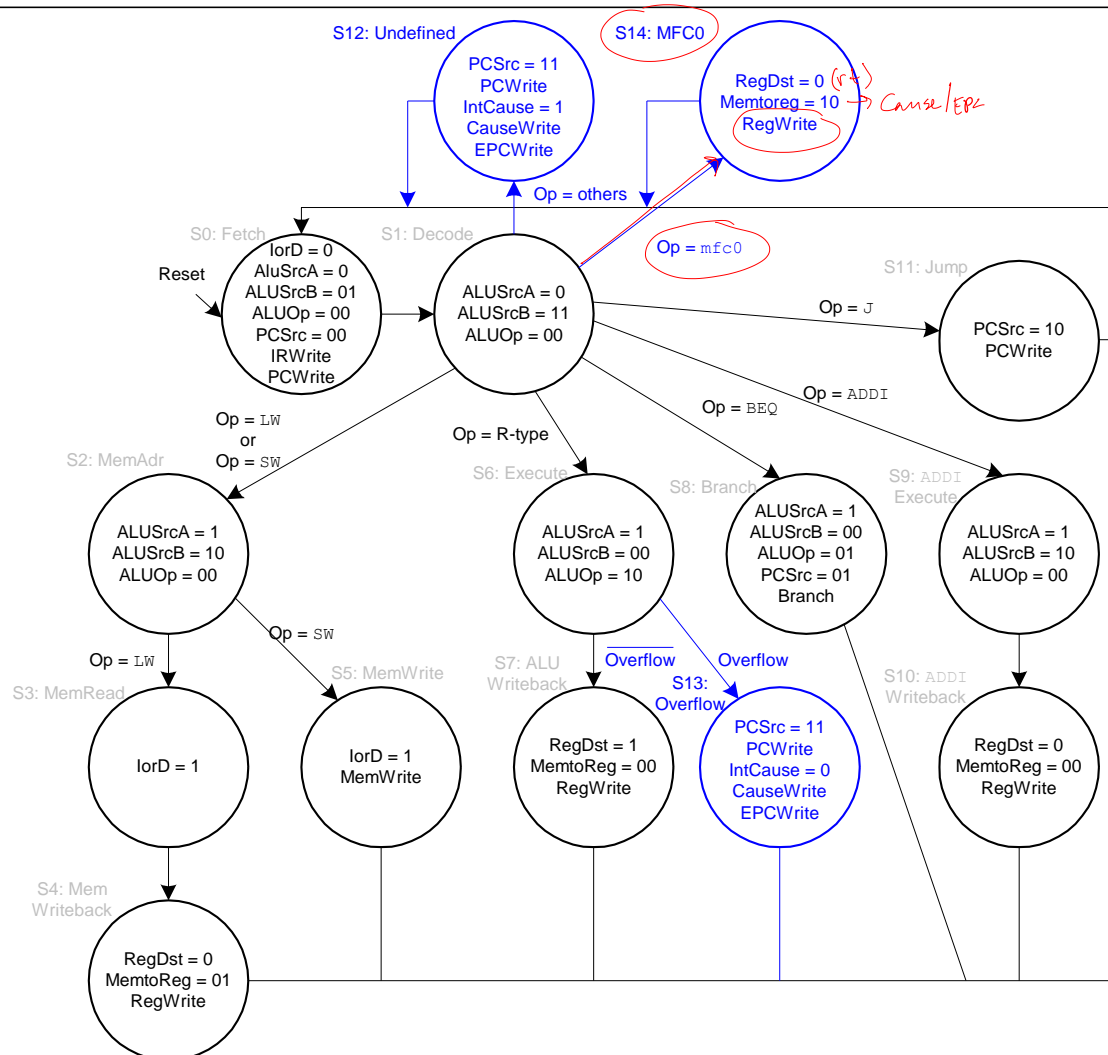 S12: Undefined
PCSrc = 11
PCWrite
IntCause = 1
CauseWrite
EPCWrite
S14: MFC0
RegDst = 0 (rt)
Memtoreg = 10 → Cause/EPC
RegWrite
Op = others
Op = mfc0
S0: Fetch
Reset
IorD = 0
AluSrcA = 0
ALUSrcB = 01
ALUOp = 00
PCSrc = 00
IRWrite
PCWrite
S1: Decode
ALUSrcA = 0
ALUSrcB = 11
ALUOp = 00
S11: Jump
Op = J
PCSrc = 10
PCWrite
Op = ADDI
Op = BEQ
Op = R-type
Op = LW
or
Op = SW
S2: MemAdr
ALUSrcA = 1
ALUSrcB = 10
ALUOp = 00
S6: Execute
ALUSrcA = 1
ALUSrcB = 00
ALUOp = 10
S8: Branch
ALUSrcA = 1
ALUSrcB = 00
ALUOp = 01
PCSrc = 01
Branch
S9: ADDI
Execute
ALUSrcA = 1
ALUSrcB = 10
ALUOp = 00
Op = SW
Op = LW
Overflow
Overflow
S3: MemRead
IorD = 1
S5: MemWrite
IorD = 1
MemWrite
S7: ALU
Writeback
RegDst = 1
MemtoReg = 00
RegWrite
S13:
Overflow
PCSrc = 11
PCWrite
IntCause = 0
CauseWrite
EPCWrite
S10: ADDI
Writeback
RegDst = 0
MemtoReg = 00
RegWrite
S4: Mem
Writeback
RegDst = 0
MemtoReg = 01
RegWrite